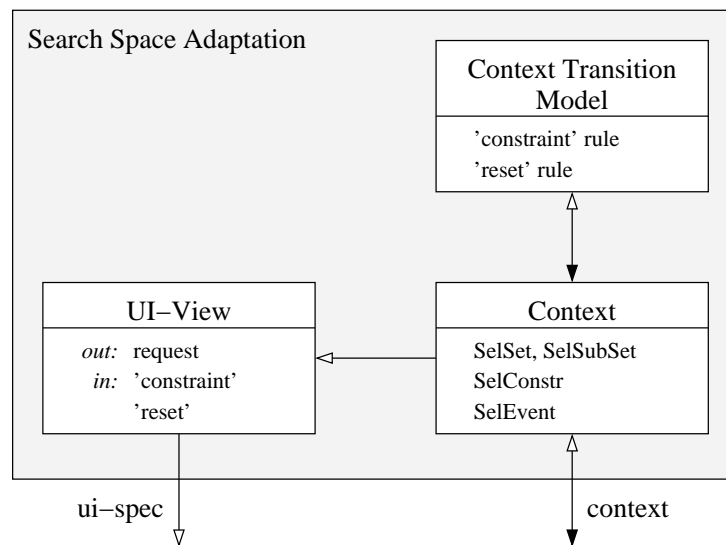 Search Space Adaptation
Context Transition
Model
'constraint' rule
'reset' rule
UI−View
out: request
in: 'constraint'
'reset'
Context
SelSet, SelSubSet
SelConstr
SelEvent
ui−spec
context